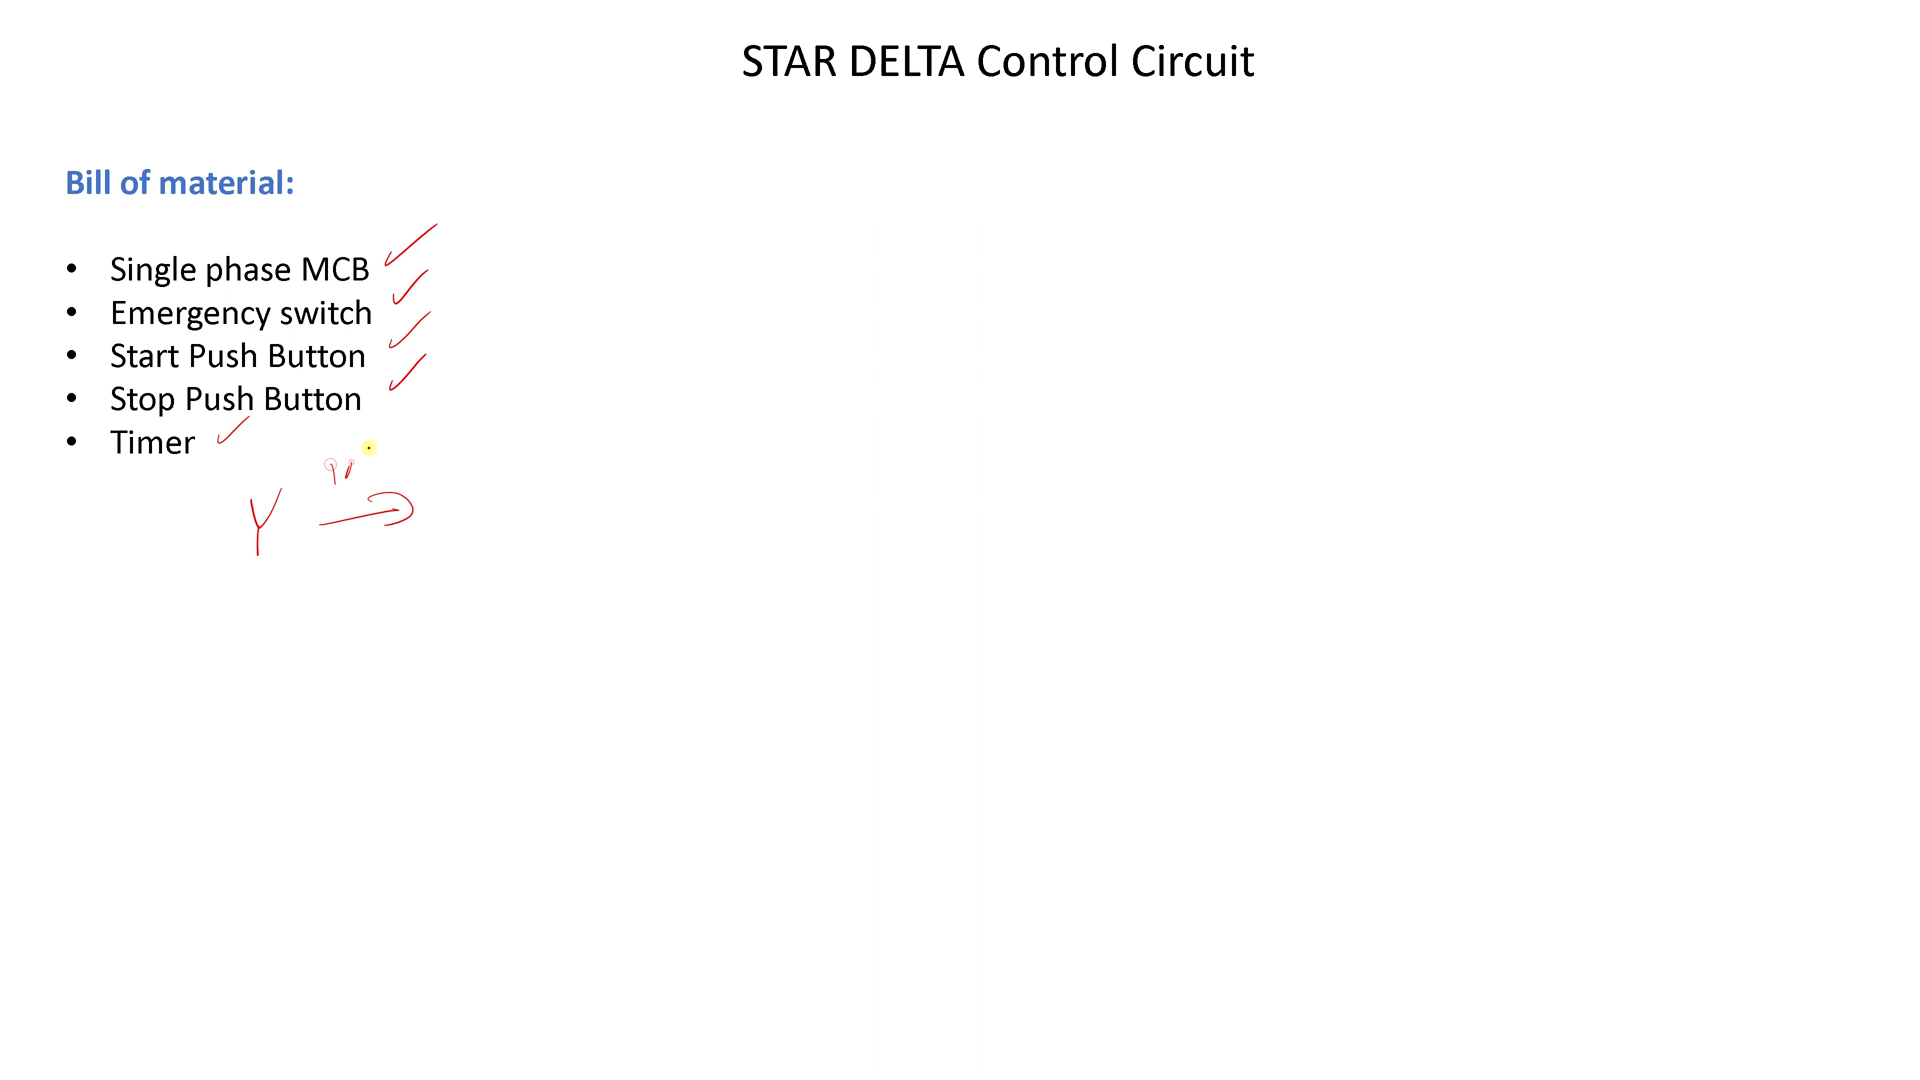 STAR DELTA Control Circuit
Bill of material:
• Single phase MCB
• Emergency switch
• Start Push Button
• Stop Push Button
• Timer
Y